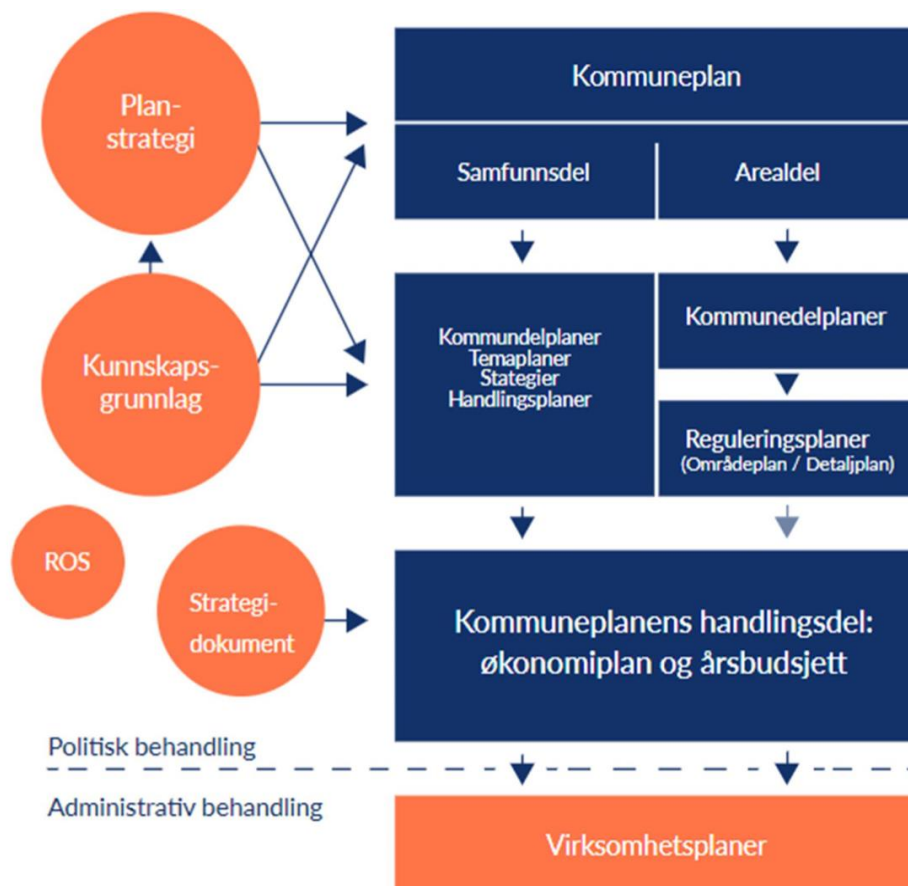 Plan-
strategi
Kommuneplan
Samfunnsdel
Arealdel
Kunnskaps-
grunnlag
Kommundelplaner
Temaplaner
Stategier
Handlingsplaner
Kommunedelplaner
Reguleringsplaner
(Områdeplan / Detaljplan)
ROS
Strategi-
dokument
Kommuneplanens handlingsdel:
økonomiplan og årsbudsjett
Politisk behandling
Administrativ behandling
Virksomhetsplaner